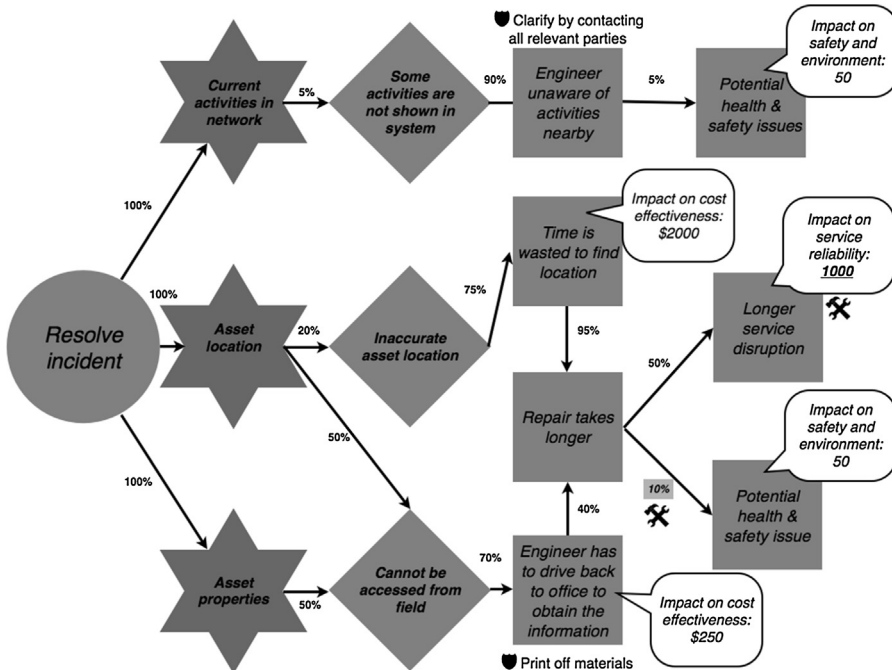 Clarify by contacting
all relevant parties
Impact on
safety and
environment:
50
Current
activities in
network
5%
Some
activities are
not shown in
system
90%
Engineer
unaware of
activities
nearby
5%
Potential
health &
safety issues
100%
Impact on cost
effectiveness:
$2000
Time is
wasted to find
location
Impact on
service
reliability:
1000
Resolve
incident
100%
Asset
location
20%
Inaccurate
asset location
75%
95%
Longer
service
disruption
50%
50%
Repair takes
longer
Impact on
safety and
environment:
50
100%
10%
40%
Potential
health &
safety issue
Asset
properties
50%
Cannot be
accessed from
field
70%
Engineer has
to drive back
to office to
obtain the
information
Impact on cost
effectiveness:
$250
Print off materials